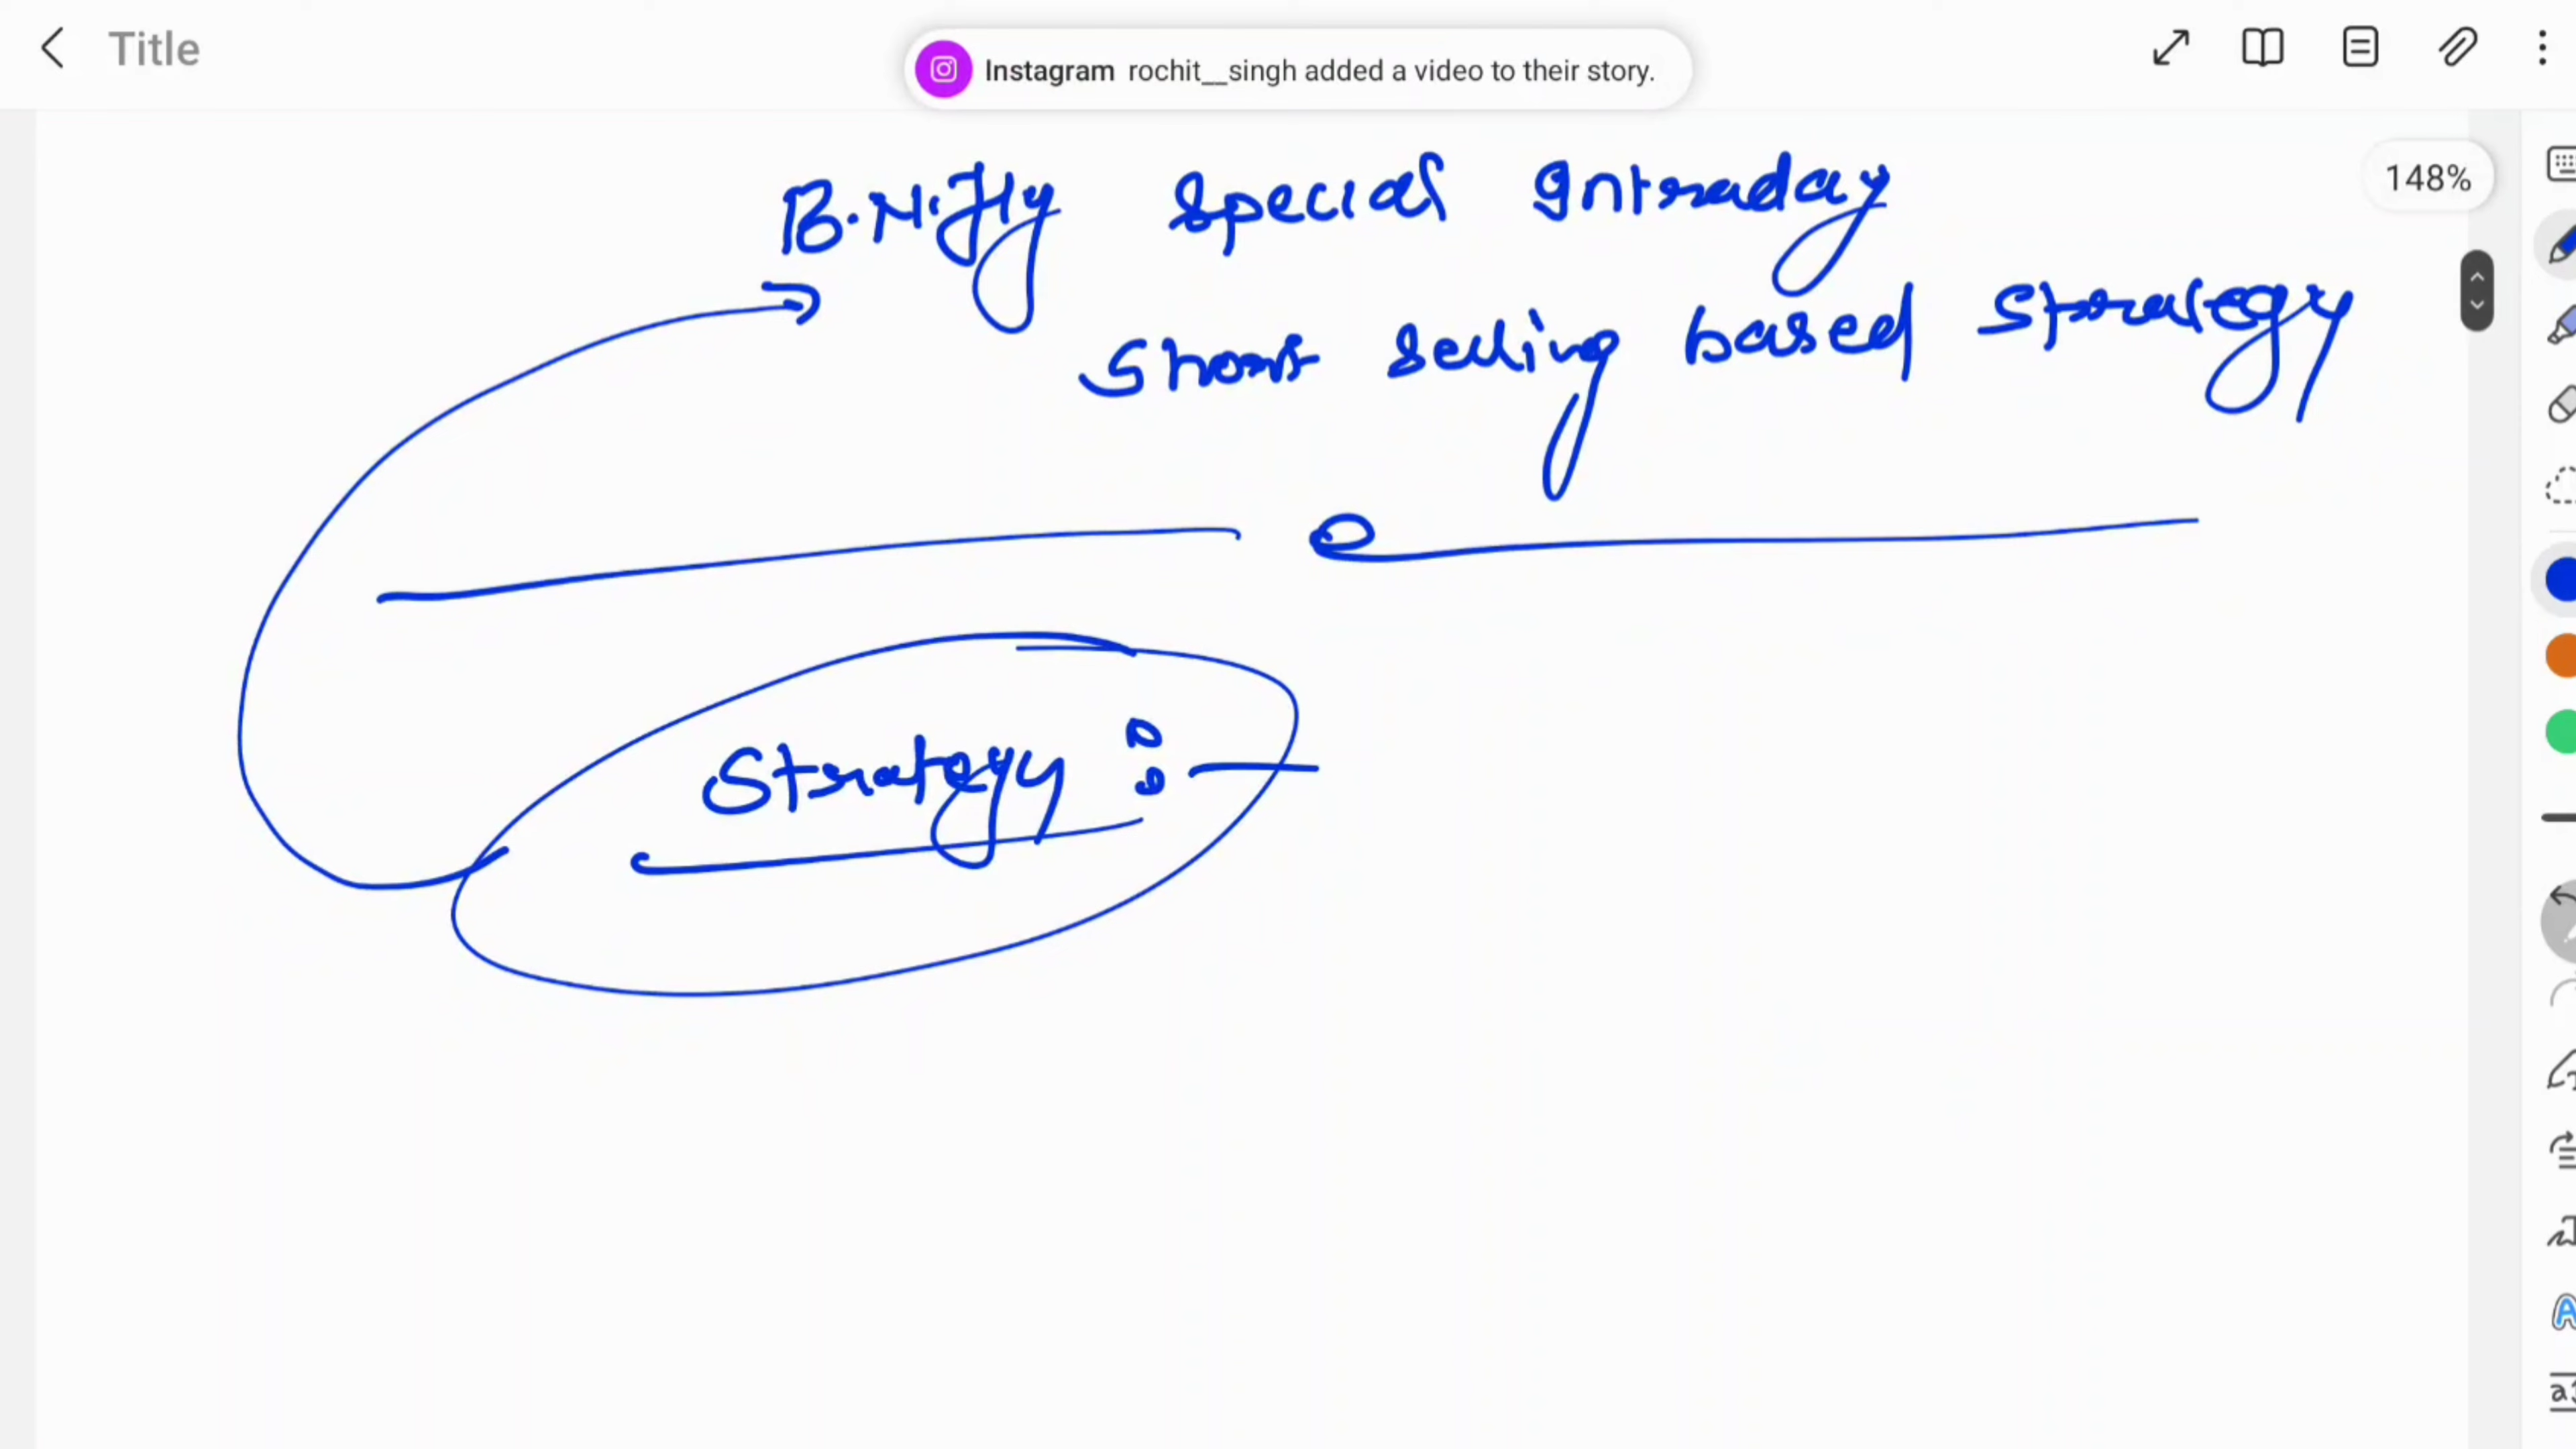 Title
Instagram rochit__singh added a video to their story.
148%
B.Nifty special Intraday
Short selling based strategy
Strategy :-